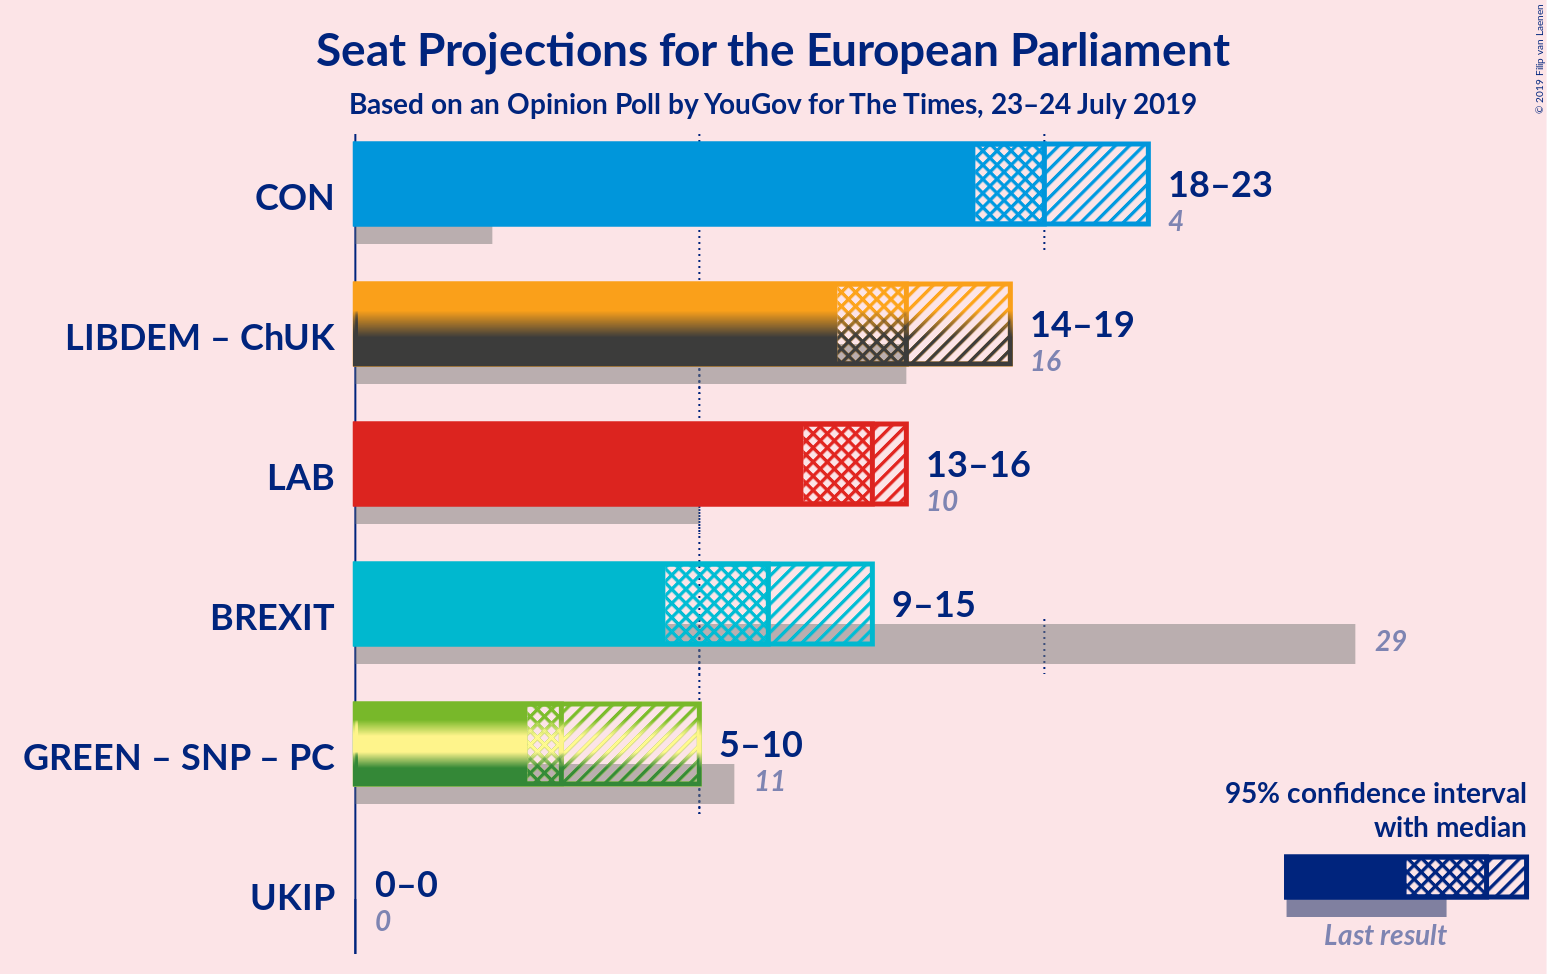 Seat Projections for the European Parliament
Based on an Opinion Poll by YouGov for The Times, 23–24 July 2019
© 2019 Filip van Laenen
CON
18–23
4
LIBDEM – ChUK
14–19
16
LAB
13–16
10
BREXIT
9–15
29
GREEN – SNP – PC
5–10
11
UKIP
0–0
0
95% confidence interval
with median
Last result